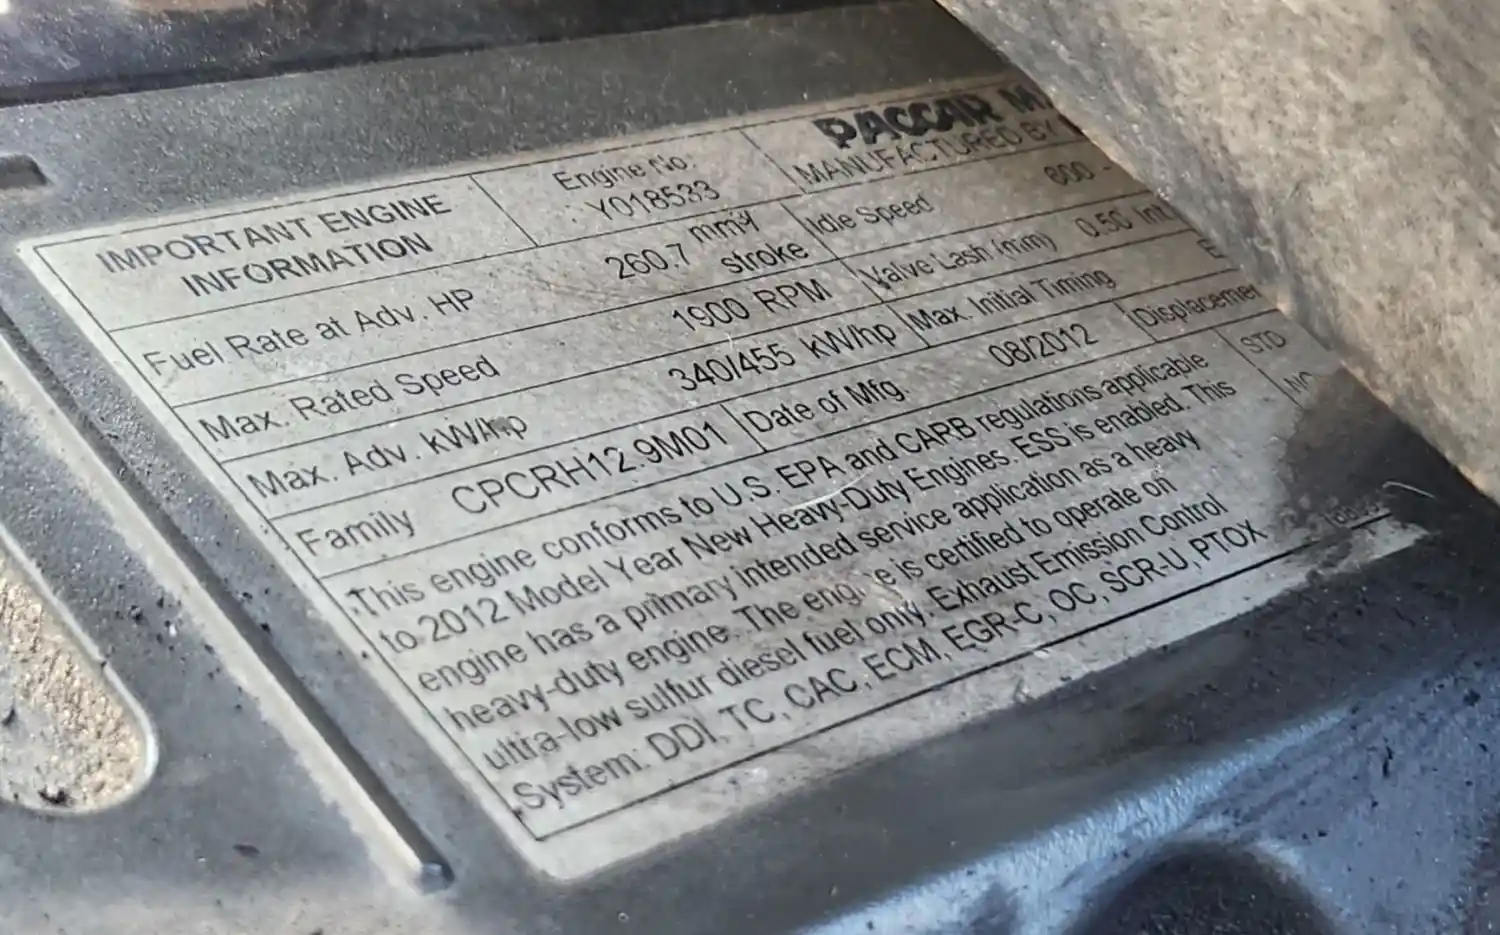 IMPORTANT ENGINE
INFORMATION
Engine No.
Y018533
PACCAR
MANUFACTURED BY
Fuel Rate at Adv. HP 260.7 mm³/
stroke
Idle Speed 600 -
Max. Rated Speed 1900 RPM
Valve Lash (mm) 0.50
Max. Adv. kW/hp 340/455 kW/hp
Max. Initial Timing
Family CPCRH12.9M01
Date of Mfg. 08/2012
This engine conforms to U.S. EPA and CARB regulations applicable
to 2012 Model Year New Heavy-Duty Engines. ESS is enabled. This
engine has a primary intended service application as a heavy
heavy-duty engine. The engine is certified to operate on
ultra-low sulfur diesel fuel only. Exhaust Emission Control
System: DDI, TC, CAC, ECM, EGR-C, OC, SCR-U, PTOX
STD